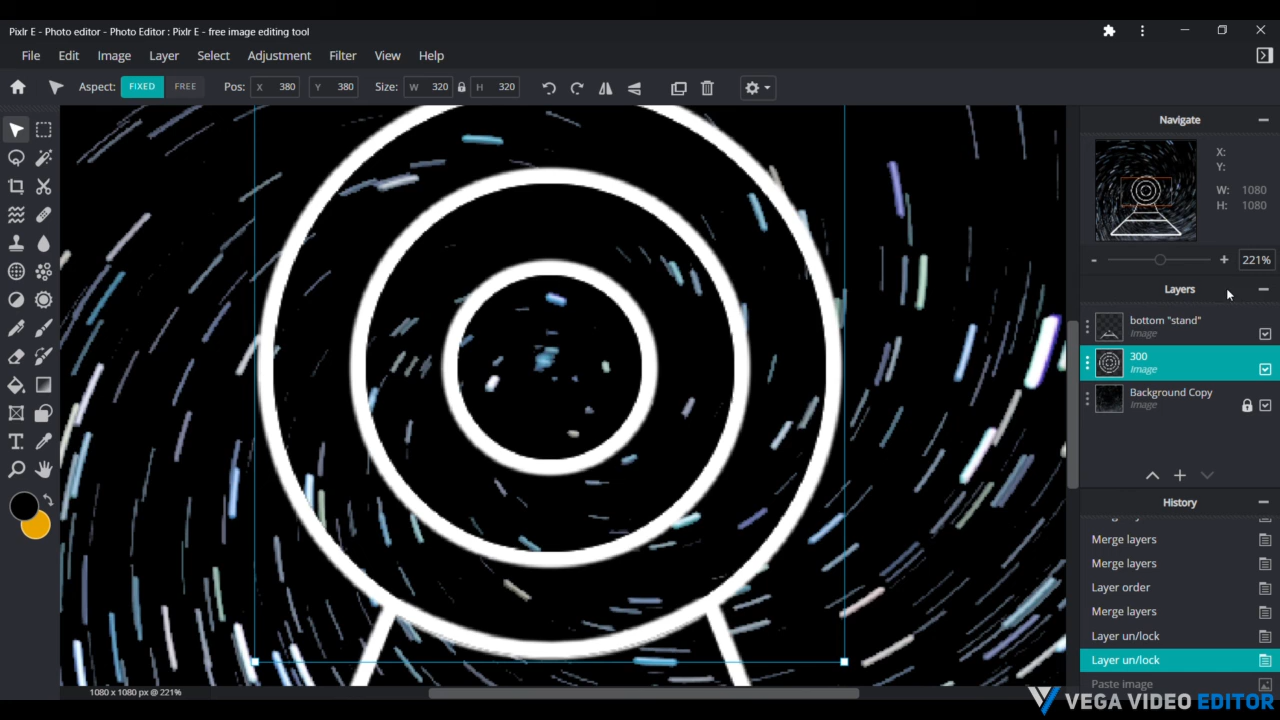 Pixlr E - Photo editor - Photo Editor : Pixlr E - free image editing tool
File Edit Image Layer Select Adjustment Filter View Help
Aspect: FIXED FREE Pos: X 380 Y 380 Size: W 320 H 320
Navigate
X:
Y:
W: 1080
H: 1080
221%
Layers
bottom "stand"
Image
300
Image
Background Copy
Image
History
Merge layers
Merge layers
Layer order
Merge layers
Layer un/lock
Layer un/lock
Paste image
1080 x 1080 px @ 221%
VEGA VIDEO EDITOR